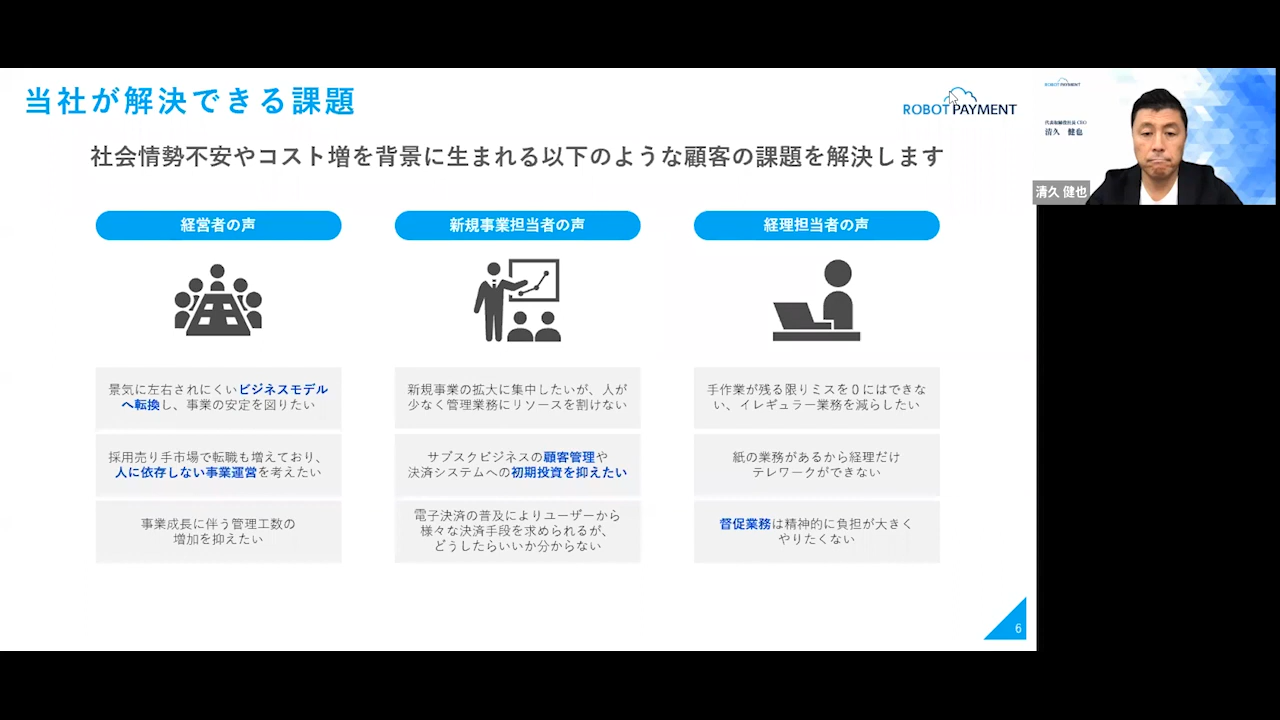 当社が解決できる課題
ROBOT PAYMENT
社会情勢不安やコスト増を背景に生まれる以下のような顧客の課題を解決します
経営者の声
景気に左右されにくいビジネスモデル
へ転換し、事業の安定を図りたい
採用売り手市場で転職も増えており、
人に依存しない事業運営を考えたい
事業成長に伴う管理工数の
増加を抑えたい
新規事業担当者の声
新規事業の拡大に集中したいが、人が
少なく管理業務にリソースを割けない
サブスクビジネスの顧客管理や
決済システムへの初期投資を抑えたい
電子決済の普及によりユーザーから
様々な決済手段を求められるが、
どうしたらいいか分からない
経理担当者の声
手作業が残る限りミスを0にはできな
い、イレギュラー業務を減らしたい
紙の業務があるから経理だけ
テレワークができない
督促業務は精神的に負担が大きく
やりたくない
6
ROBOT PAYMENT
代表取締役社長 CEO
清久 健也
清久 健也